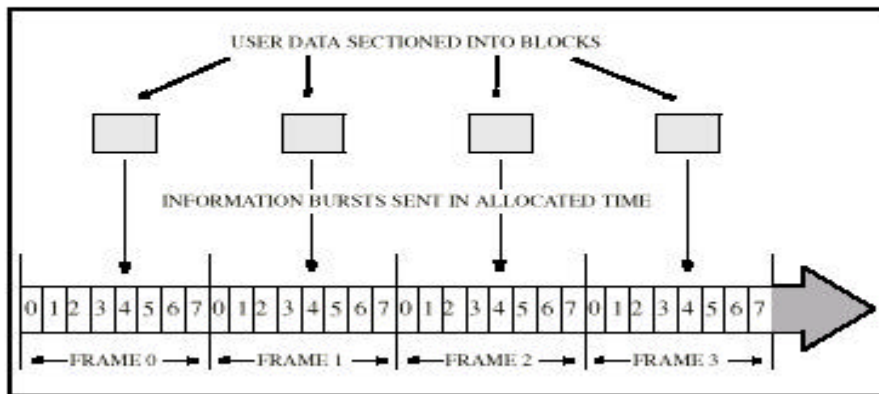 USER DATA SECTIONED INTO BLOCKS
INFORMATION BURSTS SENT IN ALLOCATED TIME
0 1 2 3 4 5 6 7 0 1 2 3 4 5 6 7 0 1 2 3 4 5 6 7 0 1 2 3 4 5 6 7
FRAME 0 FRAME 1 FRAME 2 FRAME 3